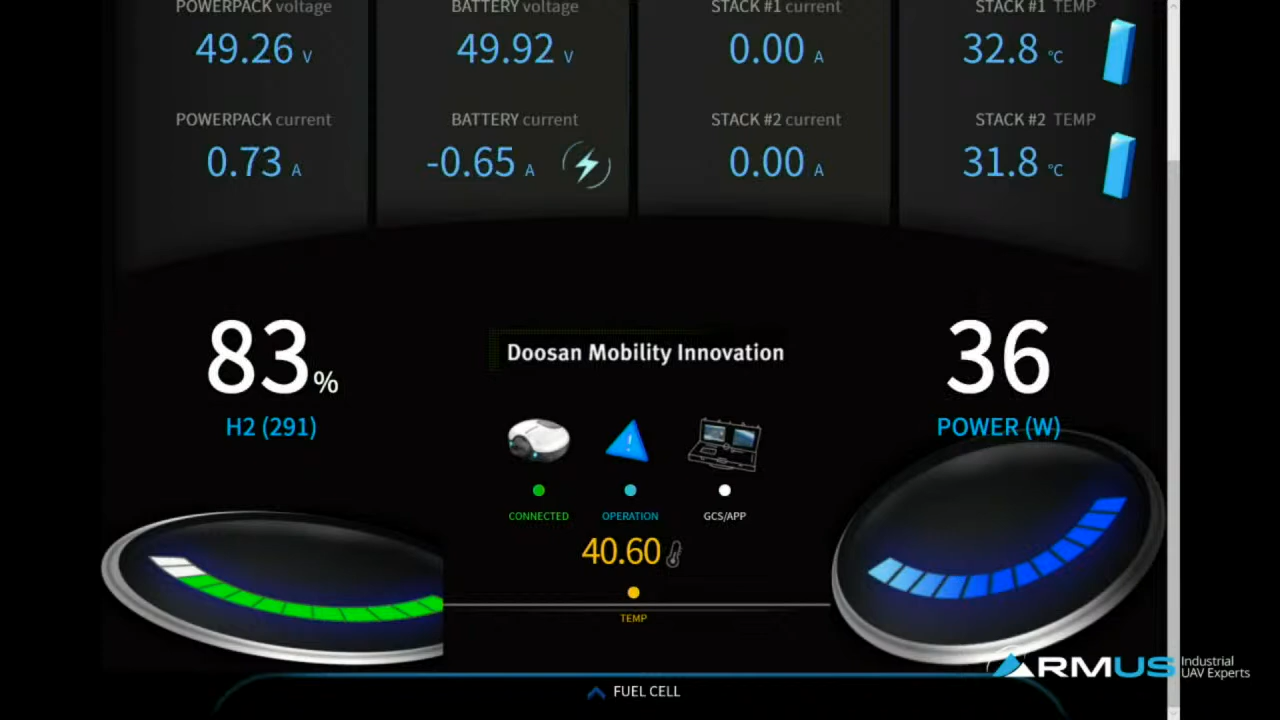 POWERPACK voltage
BATTERY voltage
STACK #1 current
STACK #1 TEMP
49.26 V
49.92 V
0.00 A
32.8 °C
POWERPACK current
BATTERY current
STACK #2 current
STACK #2 TEMP
0.73 A
-0.65 A
0.00 A
31.8 °C
83%
Doosan Mobility Innovation
36
H2 (291)
POWER (W)
CONNECTED
OPERATION
GCS/APP
40.60
TEMP
ARMUS Industrial
UAV Experts
FUEL CELL